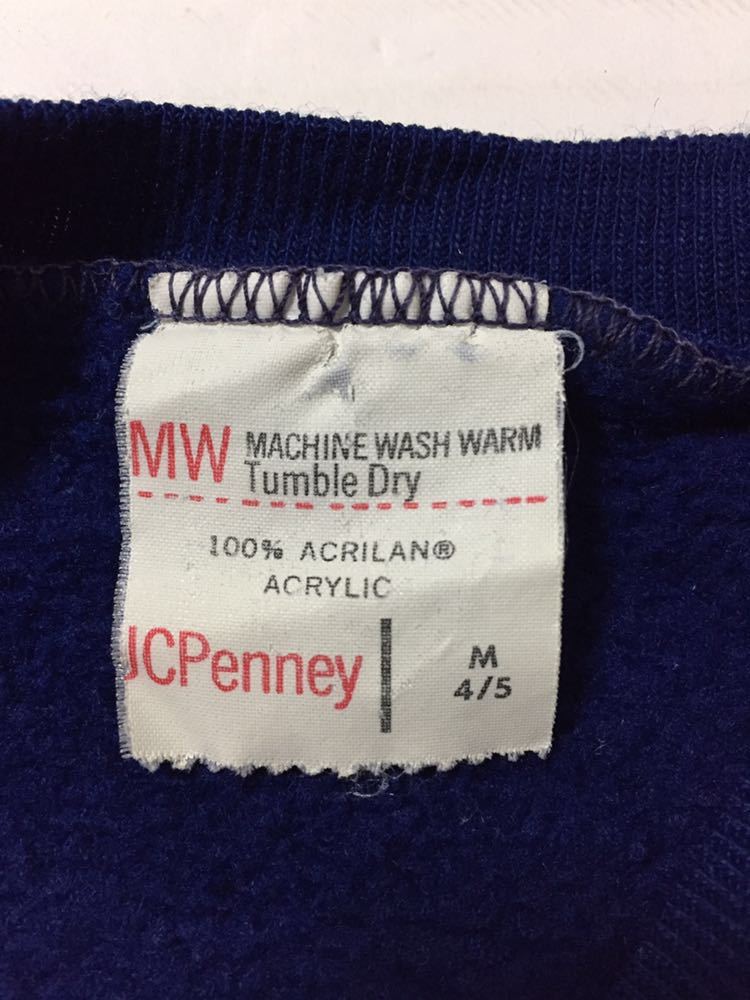 MW MACHINE WASH WARM
Tumble Dry
100% ACRILAN®
ACRYLIC
JCPenney
M
4/5